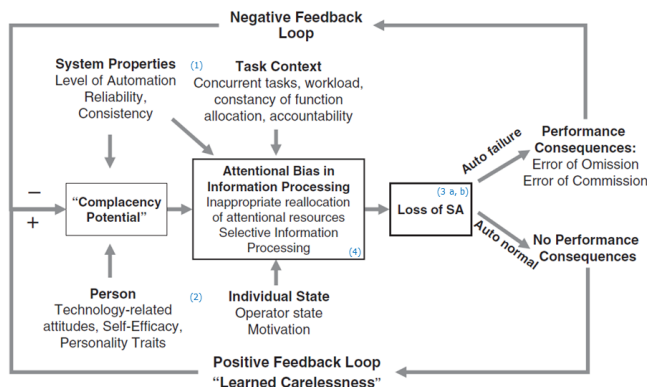 Negative Feedback
Loop
System Properties
Level of Automation
Reliability,
Consistency
(1)
Task Context
Concurrent tasks, workload,
constancy of function
allocation, accountability
Auto failure
Performance
Consequences:
Error of Omission
Error of Commission
–
+
“Complacency
Potential”
Attentional Bias in
Information Processing
Inappropriate reallocation
of attentional resources
Selective Information
Processing
(4)
(3 a, b)
Loss of SA
Auto normal
No Performance
Consequences
Person
Technology-related
attitudes, Self-Efficacy,
Personality Traits
(2)
Individual State
Operator state
Motivation
Positive Feedback Loop
“Learned Carelessness”